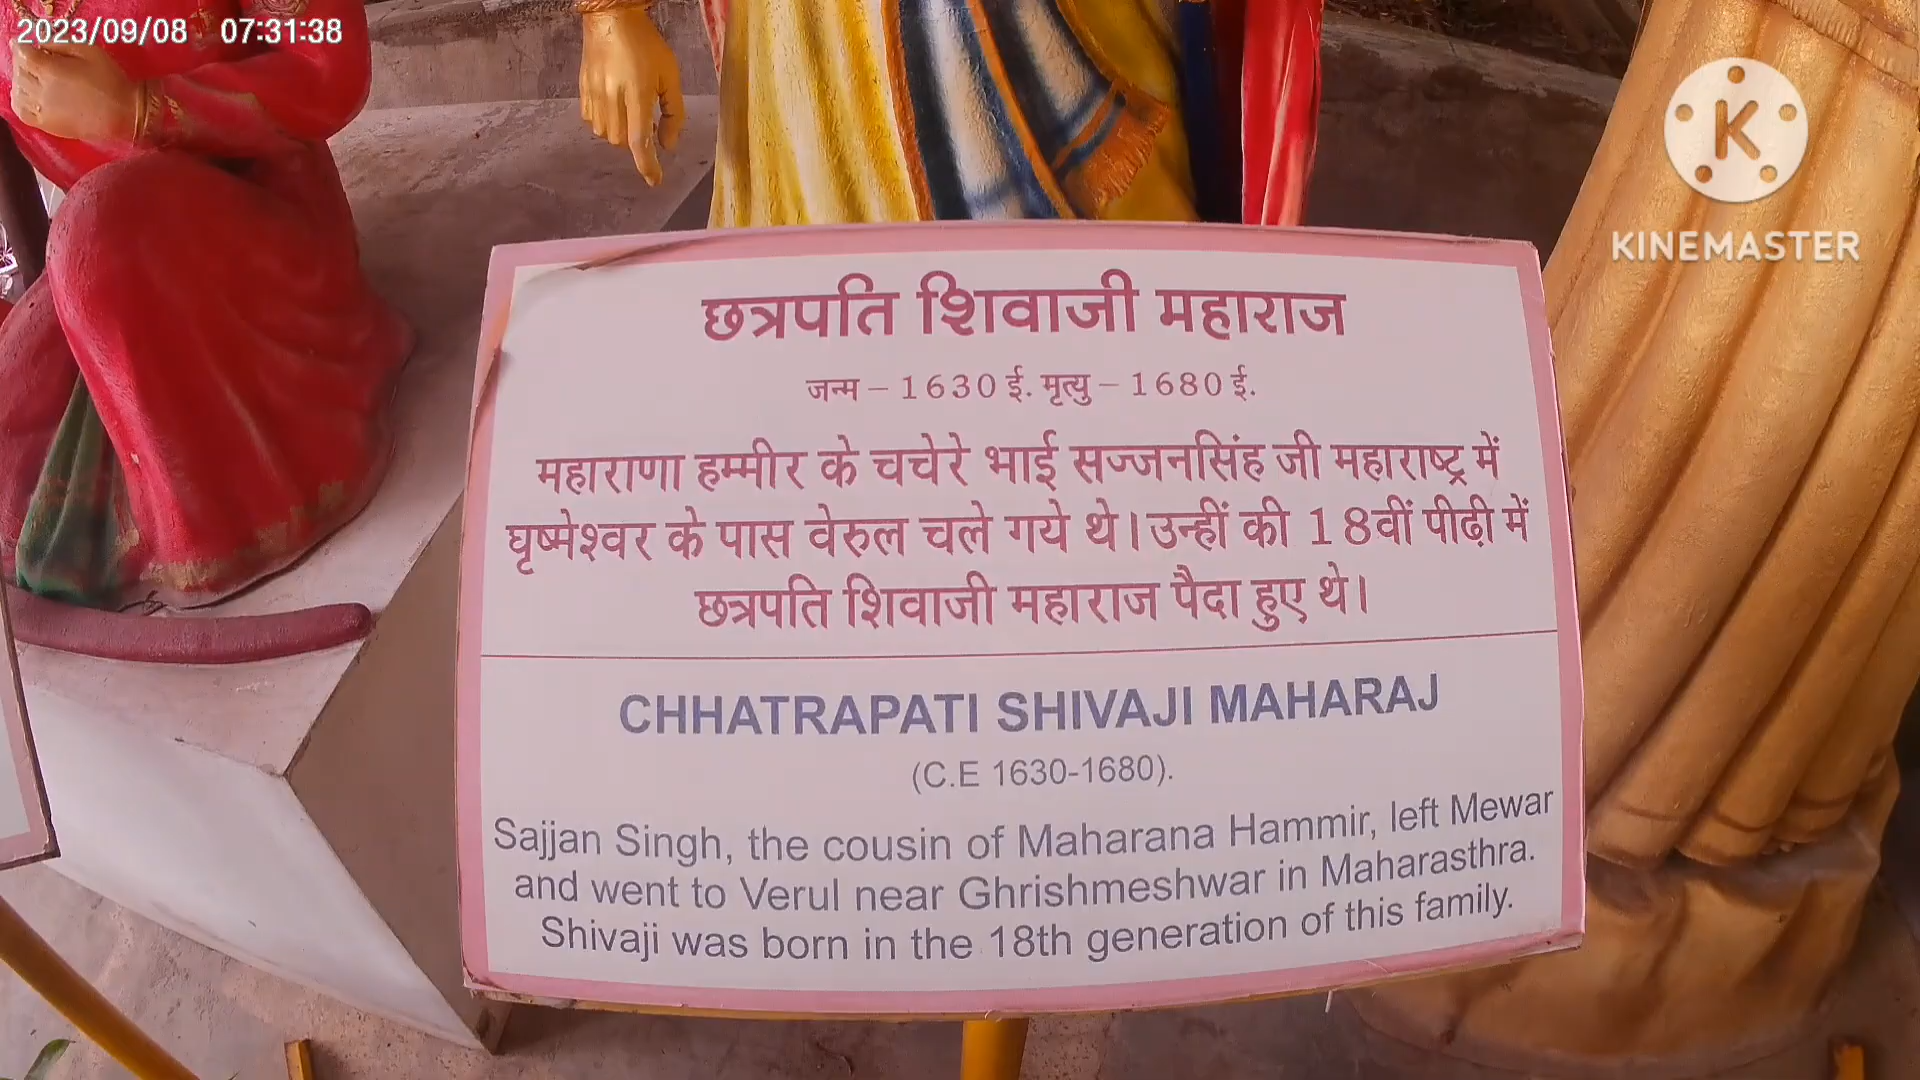 2023/09/08 07:31:38
K
KINEMASTER
छत्रपति शिवाजी महाराज
जन्म – 1630 ई. मृत्यु – 1680 ई.
महाराणा हम्मीर के चचेरे भाई सज्जनसिंह जी महाराष्ट्र में
घृष्मेश्वर के पास वेरुल चले गये थे। उन्हीं की 18वीं पीढ़ी में
छत्रपति शिवाजी महाराज पैदा हुए थे।
CHHATRAPATI SHIVAJI MAHARAJ
(C.E 1630-1680).
Sajjan Singh, the cousin of Maharana Hammir, left Mewar
and went to Verul near Ghrishmeshwar in Maharasthra.
Shivaji was born in the 18th generation of this family.